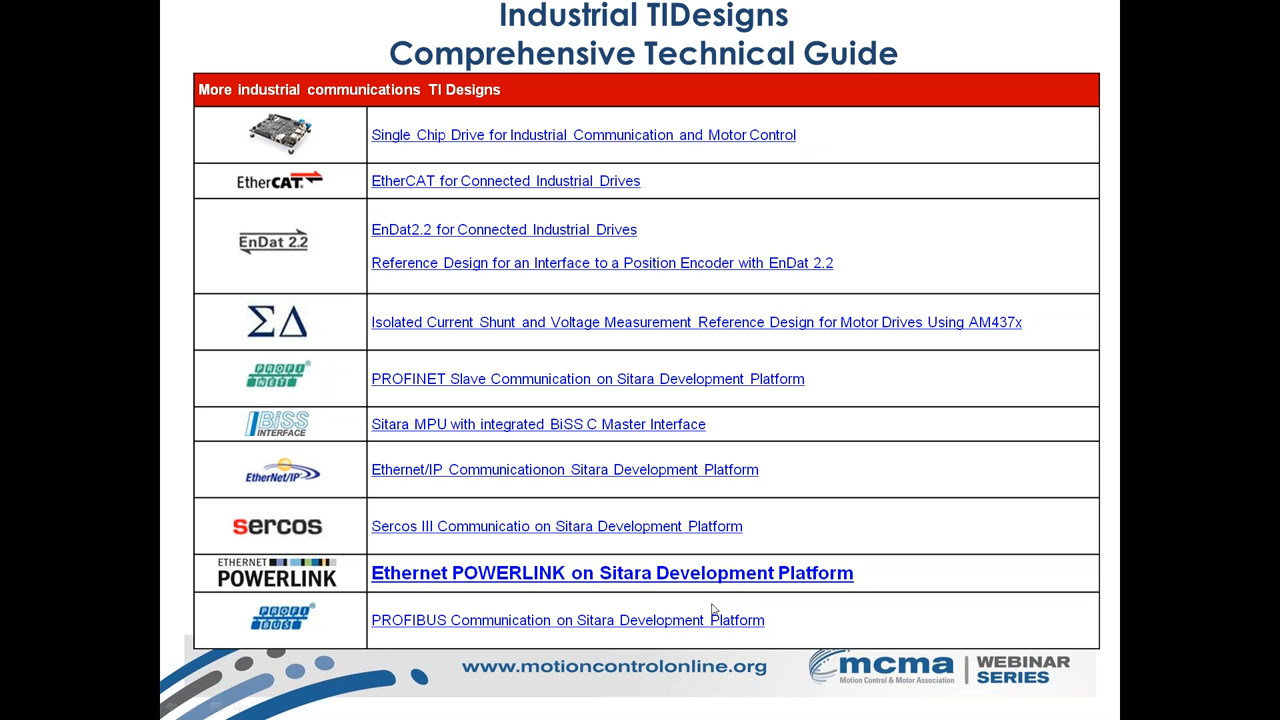 Industrial TIDesigns
Comprehensive Technical Guide
More industrial communications TI Designs
Single Chip Drive for Industrial Communication and Motor Control
EtherCAT®
EtherCAT for Connected Industrial Drives
EnDat 2.2
EnDat2.2 for Connected Industrial Drives
Reference Design for an Interface to a Position Encoder with EnDat 2.2
ΣΔ
Isolated Current Shunt and Voltage Measurement Reference Design for Motor Drives Using AM437x
PROFI
NET®
PROFINET Slave Communication on Sitara Development Platform
BiSS
INTERFACE
Sitara MPU with integrated BiSS C Master Interface
EtherNet/IP
Ethernet/IP Communicationon Sitara Development Platform
sercos
Sercos III Communicatio on Sitara Development Platform
ETHERNET
POWERLINK
Ethernet POWERLINK on Sitara Development Platform
PROFI
BUS®
PROFIBUS Communication on Sitara Development Platform
www.motioncontrolonline.org
mcma
Motion Control & Motor Association
WEBINAR
SERIES